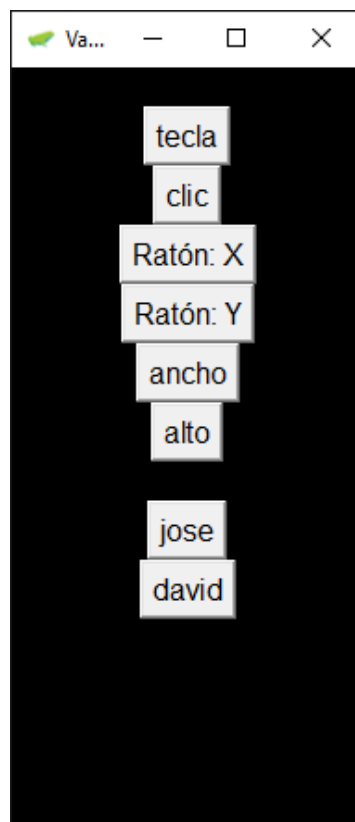 Va...
tecla
clic
Ratón: X
Ratón: Y
ancho
alto
jose
david